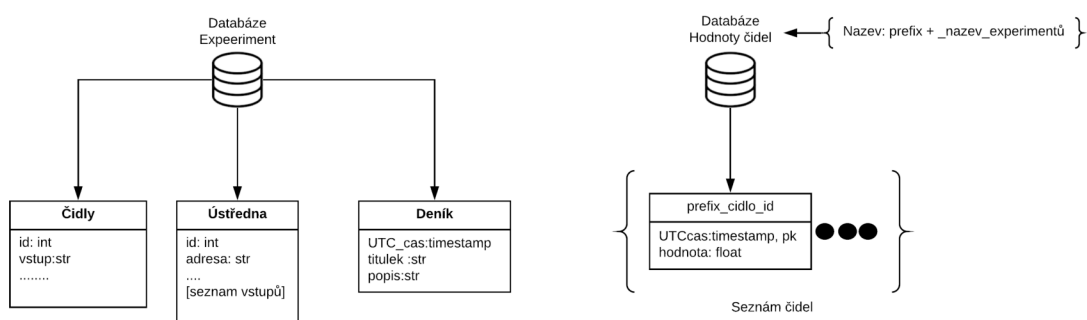 Databáze
Expeeriment
Čidly
id: int
vstup:str
........
Ústředna
id: int
adresa: str
....
[seznam vstupů]
Deník
UTC_cas:timestamp
titulek :str
popis:str
Databáze
Hodnoty čidel
Nazev: prefix + _nazev_experimentů
prefix_cidlo_id
UTCcas:timestamp, pk
hodnota: float
Seznám čidel